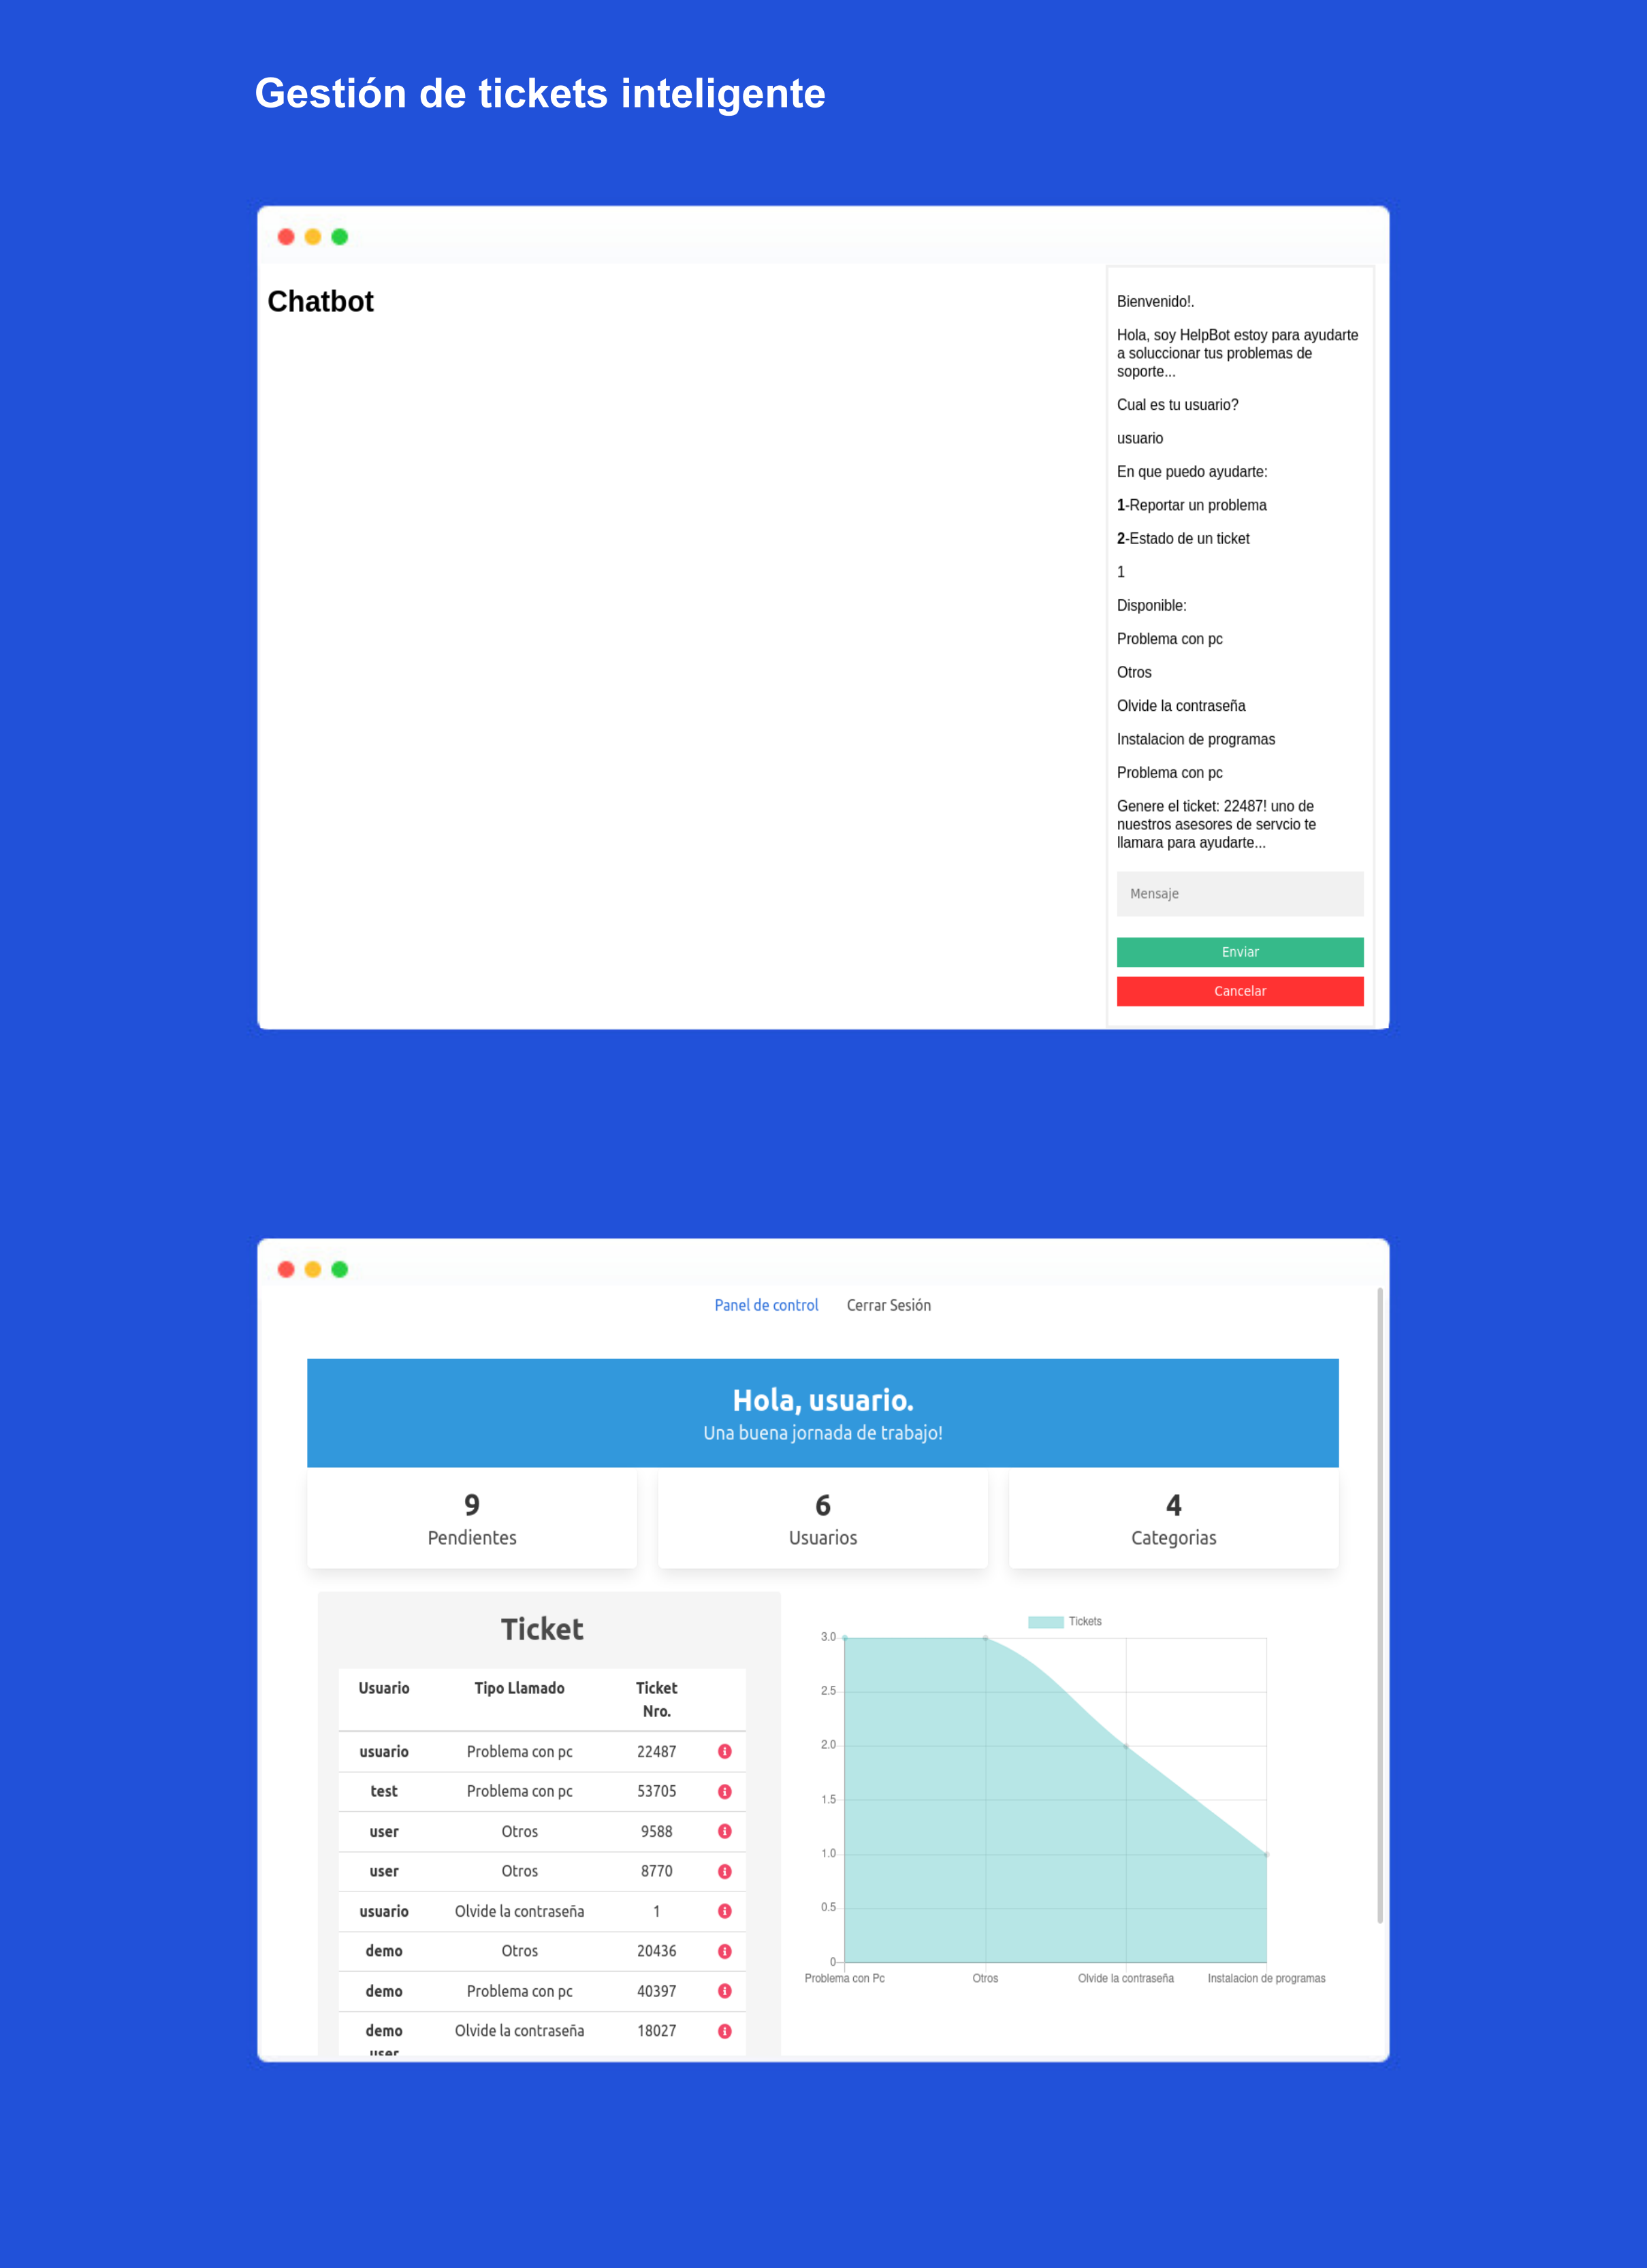 Gestión de tickets inteligente
Chatbot
Bienvenido!.
Hola, soy HelpBot estoy para ayudarte
a soluccionar tus problemas de
soporte...
Cual es tu usuario?
usuario
En que puedo ayudarte:
1-Reportar un problema
2-Estado de un ticket
1
Disponible:
Problema con pc
Otros
Olvide la contraseña
Instalacion de programas
Problema con pc
Genere el ticket: 22487! uno de
nuestros asesores de servcio te
llamara para ayudarte...
Mensaje
Enviar
Cancelar
Panel de control Cerrar Sesión
Hola, usuario.
Una buena jornada de trabajo!
9
Pendientes
6
Usuarios
4
Categorias
Ticket
Usuario Tipo Llamado Ticket
Nro.
usuario Problema con pc 22487
test Problema con pc 53705
user Otros 9588
user Otros 8770
usuario Olvide la contraseña 1
demo Otros 20436
demo Problema con pc 40397
demo Olvide la contraseña 18027
user
Tickets
3.0
2.5
2.0
1.5
1.0
0.5
0
Problema con Pc Otros Olvide la contraseña Instalacion de programas